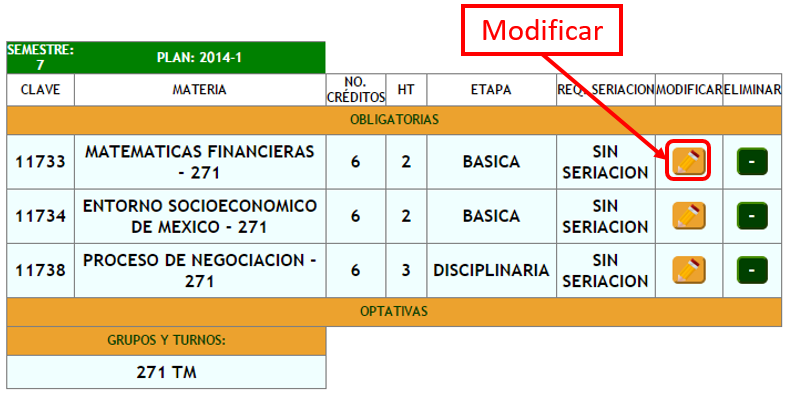 Modificar
SEMESTRE: 7 PLAN: 2014-1
CLAVE MATERIA NO. CRÉDITOS HT ETAPA REQ. SERIACION MODIFICAR ELIMINAR
OBLIGATORIAS
11733 MATEMATICAS FINANCIERAS - 271 6 2 BASICA SIN SERIACION -
11734 ENTORNO SOCIOECONOMICO DE MEXICO - 271 6 2 BASICA SIN SERIACION -
11738 PROCESO DE NEGOCIACION - 271 6 3 DISCIPLINARIA SIN SERIACION -
OPTATIVAS
GRUPOS Y TURNOS:
271 TM